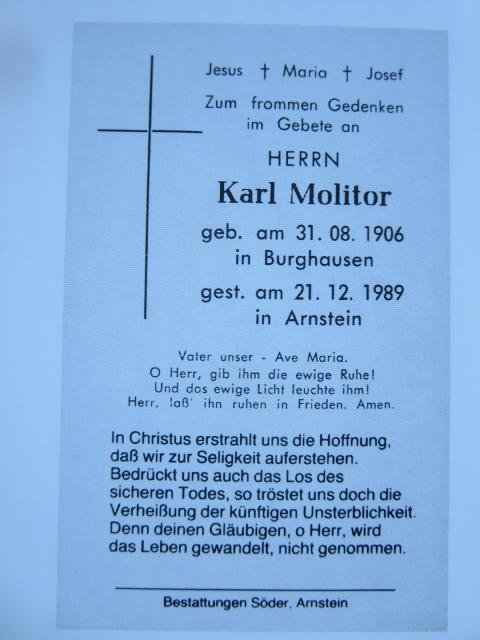 Jesus † Maria † Josef
Zum frommen Gedenken
im Gebete an
HERRN
Karl Molitor
geb. am 31. 08. 1906
in Burghausen
gest. am 21. 12. 1989
in Arnstein
Vater unser - Ave Maria.
O Herr, gib ihm die ewige Ruhe!
Und das ewige Licht leuchte ihm!
Herr, laß' ihn ruhen in Frieden. Amen.
In Christus erstrahlt uns die Hoffnung,
daß wir zur Seligkeit auferstehen.
Bedrückt uns auch das Los des
sicheren Todes, so tröstet uns doch die
Verheißung der künftigen Unsterblichkeit.
Denn deinen Gläubigen, o Herr, wird
das Leben gewandelt, nicht genommen.
Bestattungen Söder, Arnstein